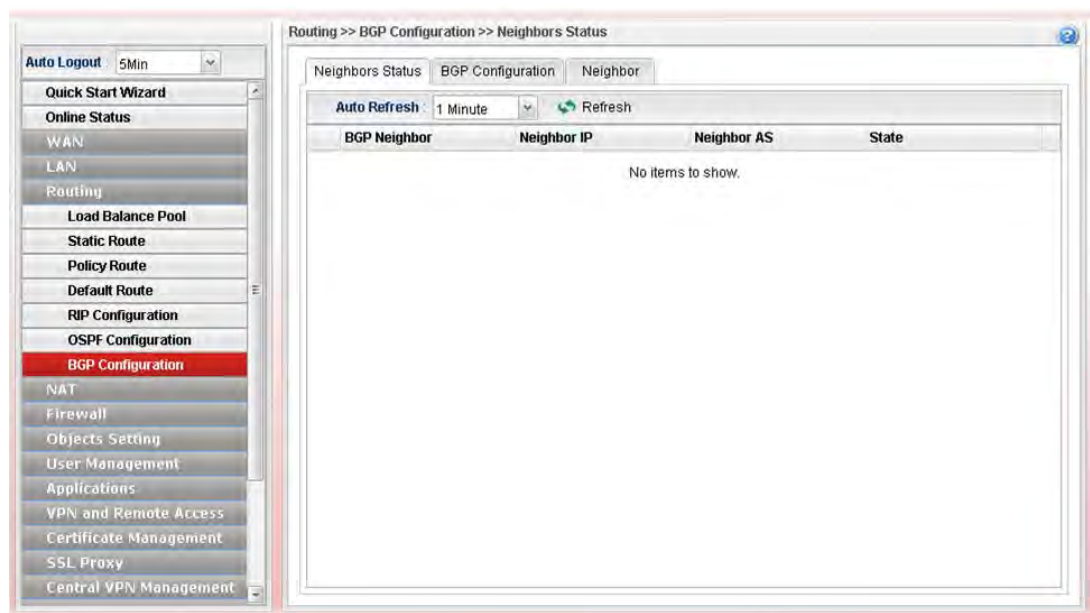 Routing >> BGP Configuration >> Neighbors Status
Auto Logout : 5Min
Quick Start Wizard
Online Status
WAN
LAN
Routing
Load Balance Pool
Static Route
Policy Route
Default Route
RIP Configuration
OSPF Configuration
BGP Configuration
NAT
Firewall
Objects Setting
User Management
Applications
VPN and Remote Access
Certificate Management
SSL Proxy
Central VPN Management
Neighbors Status BGP Configuration Neighbor
Auto Refresh : 1 Minute Refresh
BGP Neighbor Neighbor IP Neighbor AS State
No items to show.